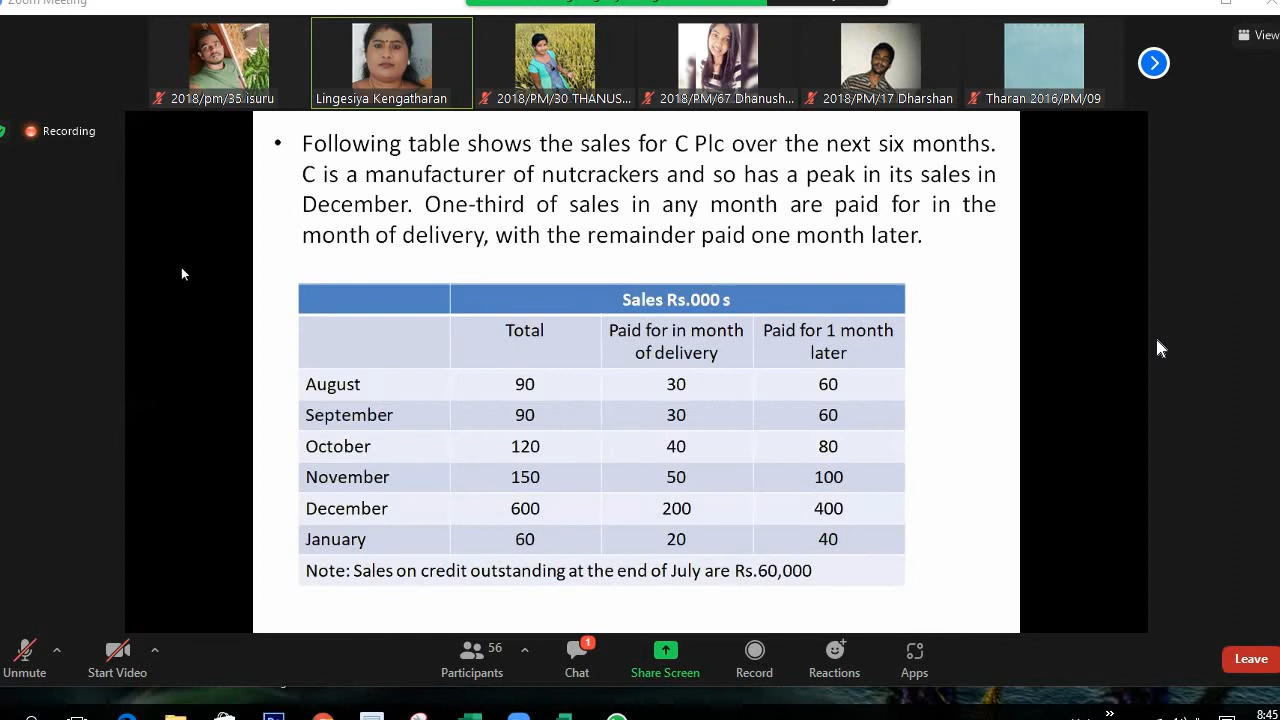 Zoom Meeting
View
2018/pm/35 isuru
Lingesiya Kengatharan
2018/PM/30 THANUS...
2018/PM/67 Dhanush...
2018/PM/17 Dharshan
Tharan 2016/PM/09
Recording
• Following table shows the sales for C Plc over the next six months.
C is a manufacturer of nutcrackers and so has a peak in its sales in
December. One-third of sales in any month are paid for in the
month of delivery, with the remainder paid one month later.
Sales Rs.000 s
Total Paid for in month of delivery Paid for 1 month later
August 90 30 60
September 90 30 60
October 120 40 80
November 150 50 100
December 600 200 400
January 60 20 40
Note: Sales on credit outstanding at the end of July are Rs.60,000
56
1
Unmute
Start Video
Participants
Chat
Share Screen
Record
Reactions
Apps
Leave
8:45